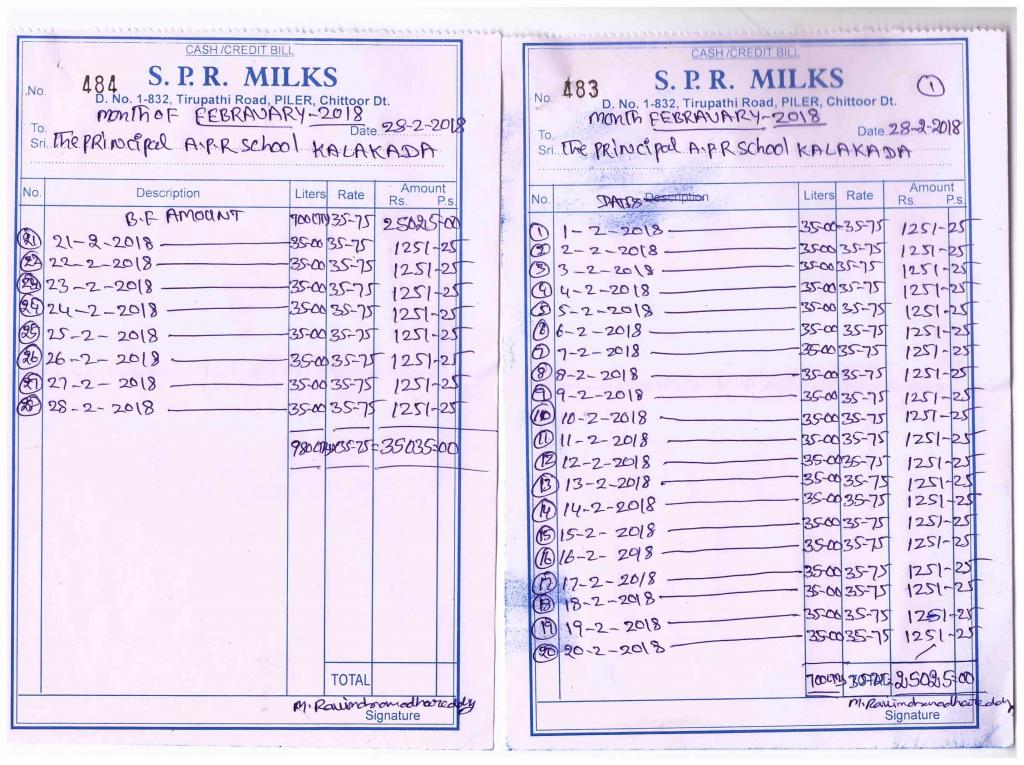 CASH /CREDIT BILL
No. 484 S. P. R. MILKS
D. No. 1-832, Tirupathi Road, PILER, Chittoor Dt.
month OF FEBRAVARY-2018
To. Date. 28-2-2018
Sri.. The Principal A.P.R School KALAKADA
No. Description Liters Rate Amount
Rs. P.s.
B.F AMOUNT 700 35-75 25025-00
21 21-2-2018 35-00 35-75 1251-25
22 22-2-2018 35-00 35-75 1251-25
23 23-2-2018 35-00 35-75 1251-25
24 24-2-2018 35-00 35-75 1251-25
25 25-2-2018 35-00 35-75 1251-25
26 26-2-2018 35-00 35-75 1251-25
27 27-2-2018 35-00 35-75 1251-25
28 28-2-2018 35-00 35-75 1251-25
980 35-75=35035=00
TOTAL
Signature
CASH /CREDIT BILL
No. 483 S. P. R. MILKS 1
D. No. 1-832, Tirupathi Road, PILER, Chittoor Dt.
month FEBRAVARY-2018
To. Date 28-2-2018
Sri.. The Principal A.P.R School KALAKADA
No. Description Liters Rate Amount
Rs. P.s.
1 1-2-2018 35-00 35-75 1251-25
2 2-2-2018 35-00 35-75 1251-25
3 3-2-2018 35-00 35-75 1251-25
4 4-2-2018 35-00 35-75 1251-25
5 5-2-2018 35-00 35-75 1251-25
6 6-2-2018 35-00 35-75 1251-25
7 7-2-2018 35-00 35-75 1251-25
8 8-2-2018 35-00 35-75 1251-25
9 9-2-2018 35-00 35-75 1251-25
10 10-2-2018 35-00 35-75 1251-25
11 11-2-2018 35-00 35-75 1251-25
12 12-2-2018 35-00 35-75 1251-25
13 13-2-2018 35-00 35-75 1251-25
14 14-2-2018 35-00 35-75 1251-25
15 15-2-2018 35-00 35-75 1251-25
16 16-2-2018 35-00 35-75 1251-25
17 17-2-2018 35-00 35-75 1251-25
18 18-2-2018 35-00 35-75 1251-25
19 19-2-2018 35-00 35-75 1251-25
20 20-2-2018 35-00 35-75 1251-25
700 25025=00
Signature